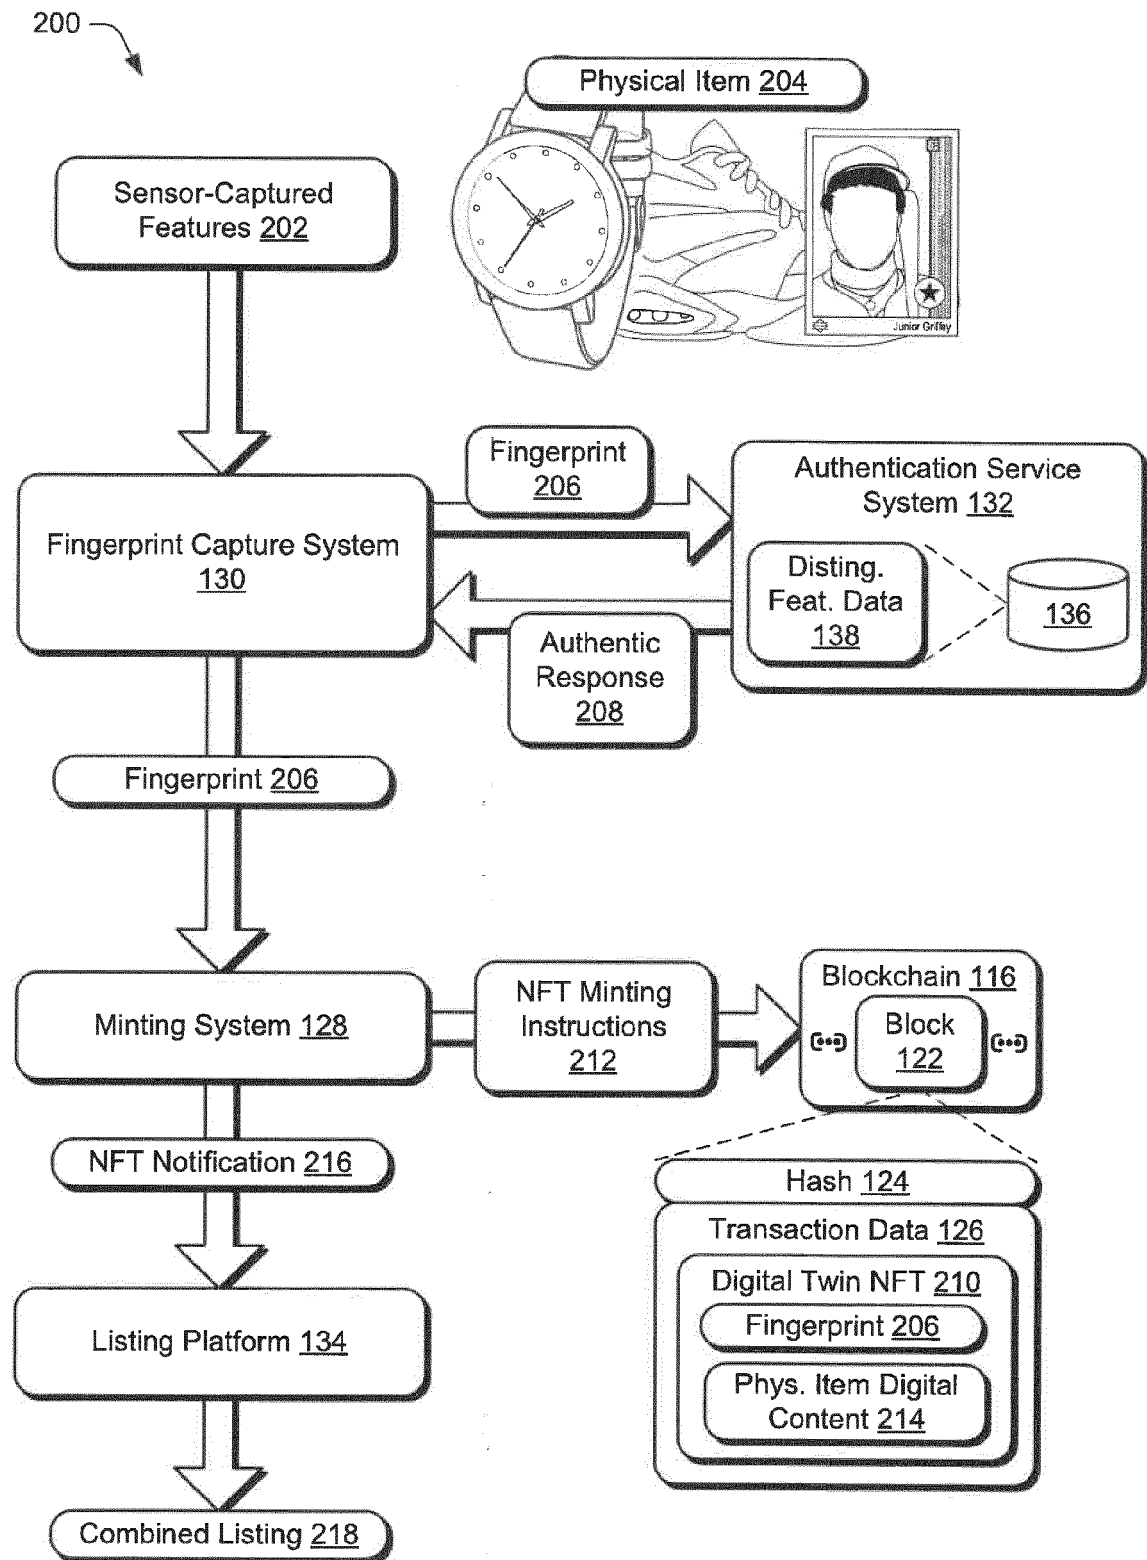 200
Physical Item 204
Sensor-Captured
Features 202
Junior Griffey
Fingerprint
206
Authentication Service
System 132
Fingerprint Capture System
130
Disting.
Feat. Data
138
136
Authentic
Response
208
Fingerprint 206
Minting System 128
NFT Minting
Instructions
212
Blockchain 116
Block
122
NFT Notification 216
Hash 124
Transaction Data 126
Digital Twin NFT 210
Fingerprint 206
Phys. Item Digital
Content 214
Listing Platform 134
Combined Listing 218